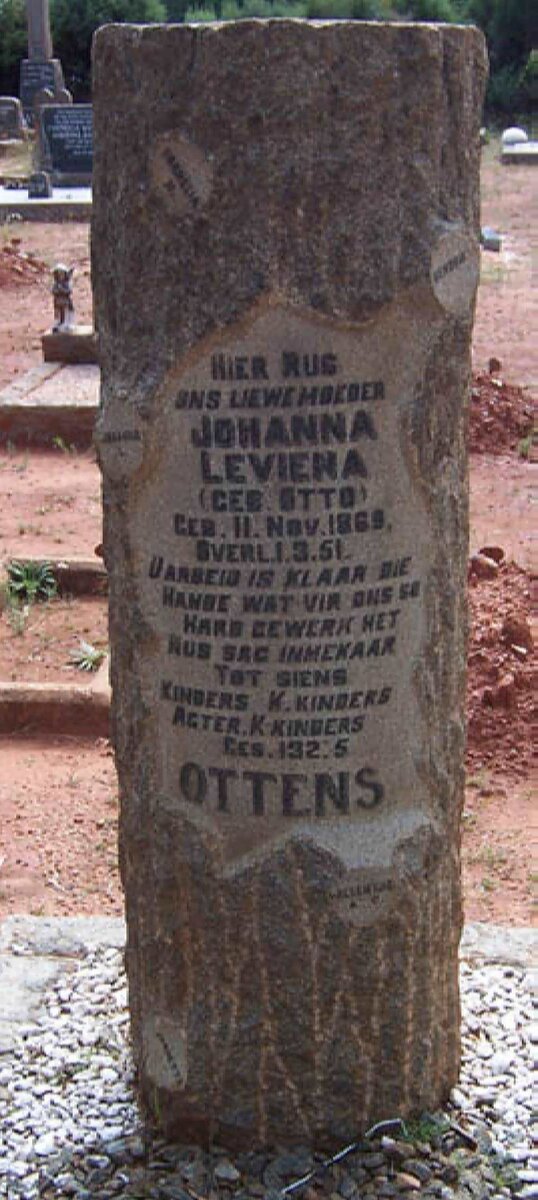 HIER RUS
ONS LIEWE MOEDER
JOHANNA
LEVIENA
(GEB OTTO)
GEB. 11. NOV. 1869.
OVERL. 1.3.51.
U ARBEID IS KLAAR DIE
HANDE WAT VIR ONS SO
HARD GEWERK HET
RUS SAG INMEKAAR
TOT SIENS
KINDERS K. KINDERS
AGTER. K KINDERS
GES. 132. 5
OTTENS